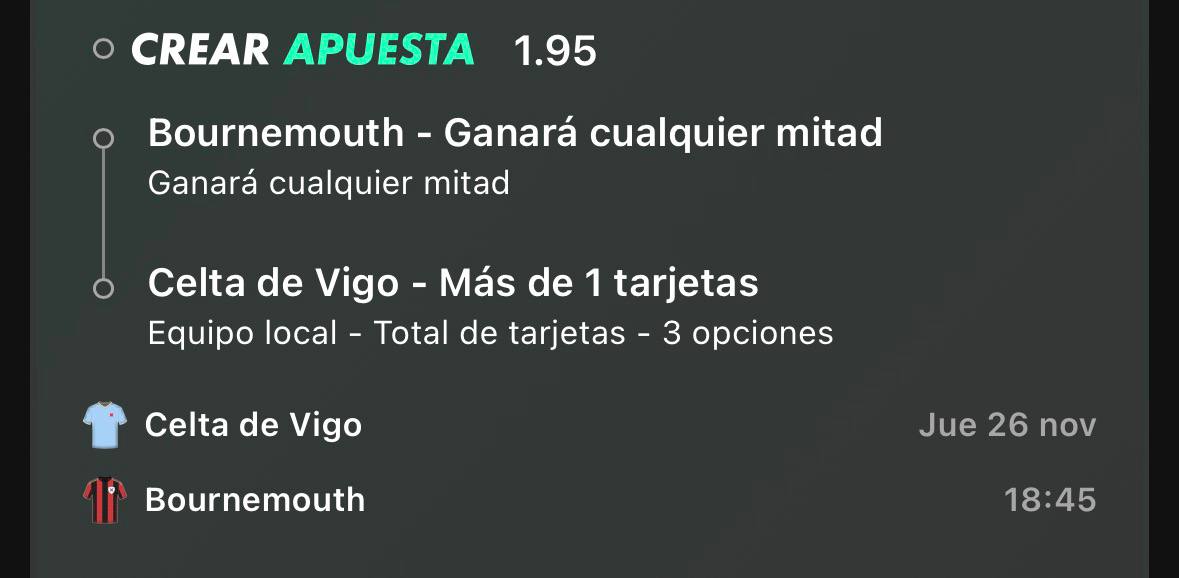 CREAR APUESTA 1.95
Bournemouth - Ganará cualquier mitad
Ganará cualquier mitad
Celta de Vigo - Más de 1 tarjetas
Equipo local - Total de tarjetas - 3 opciones
Celta de Vigo Jue 26 nov
Bournemouth 18:45